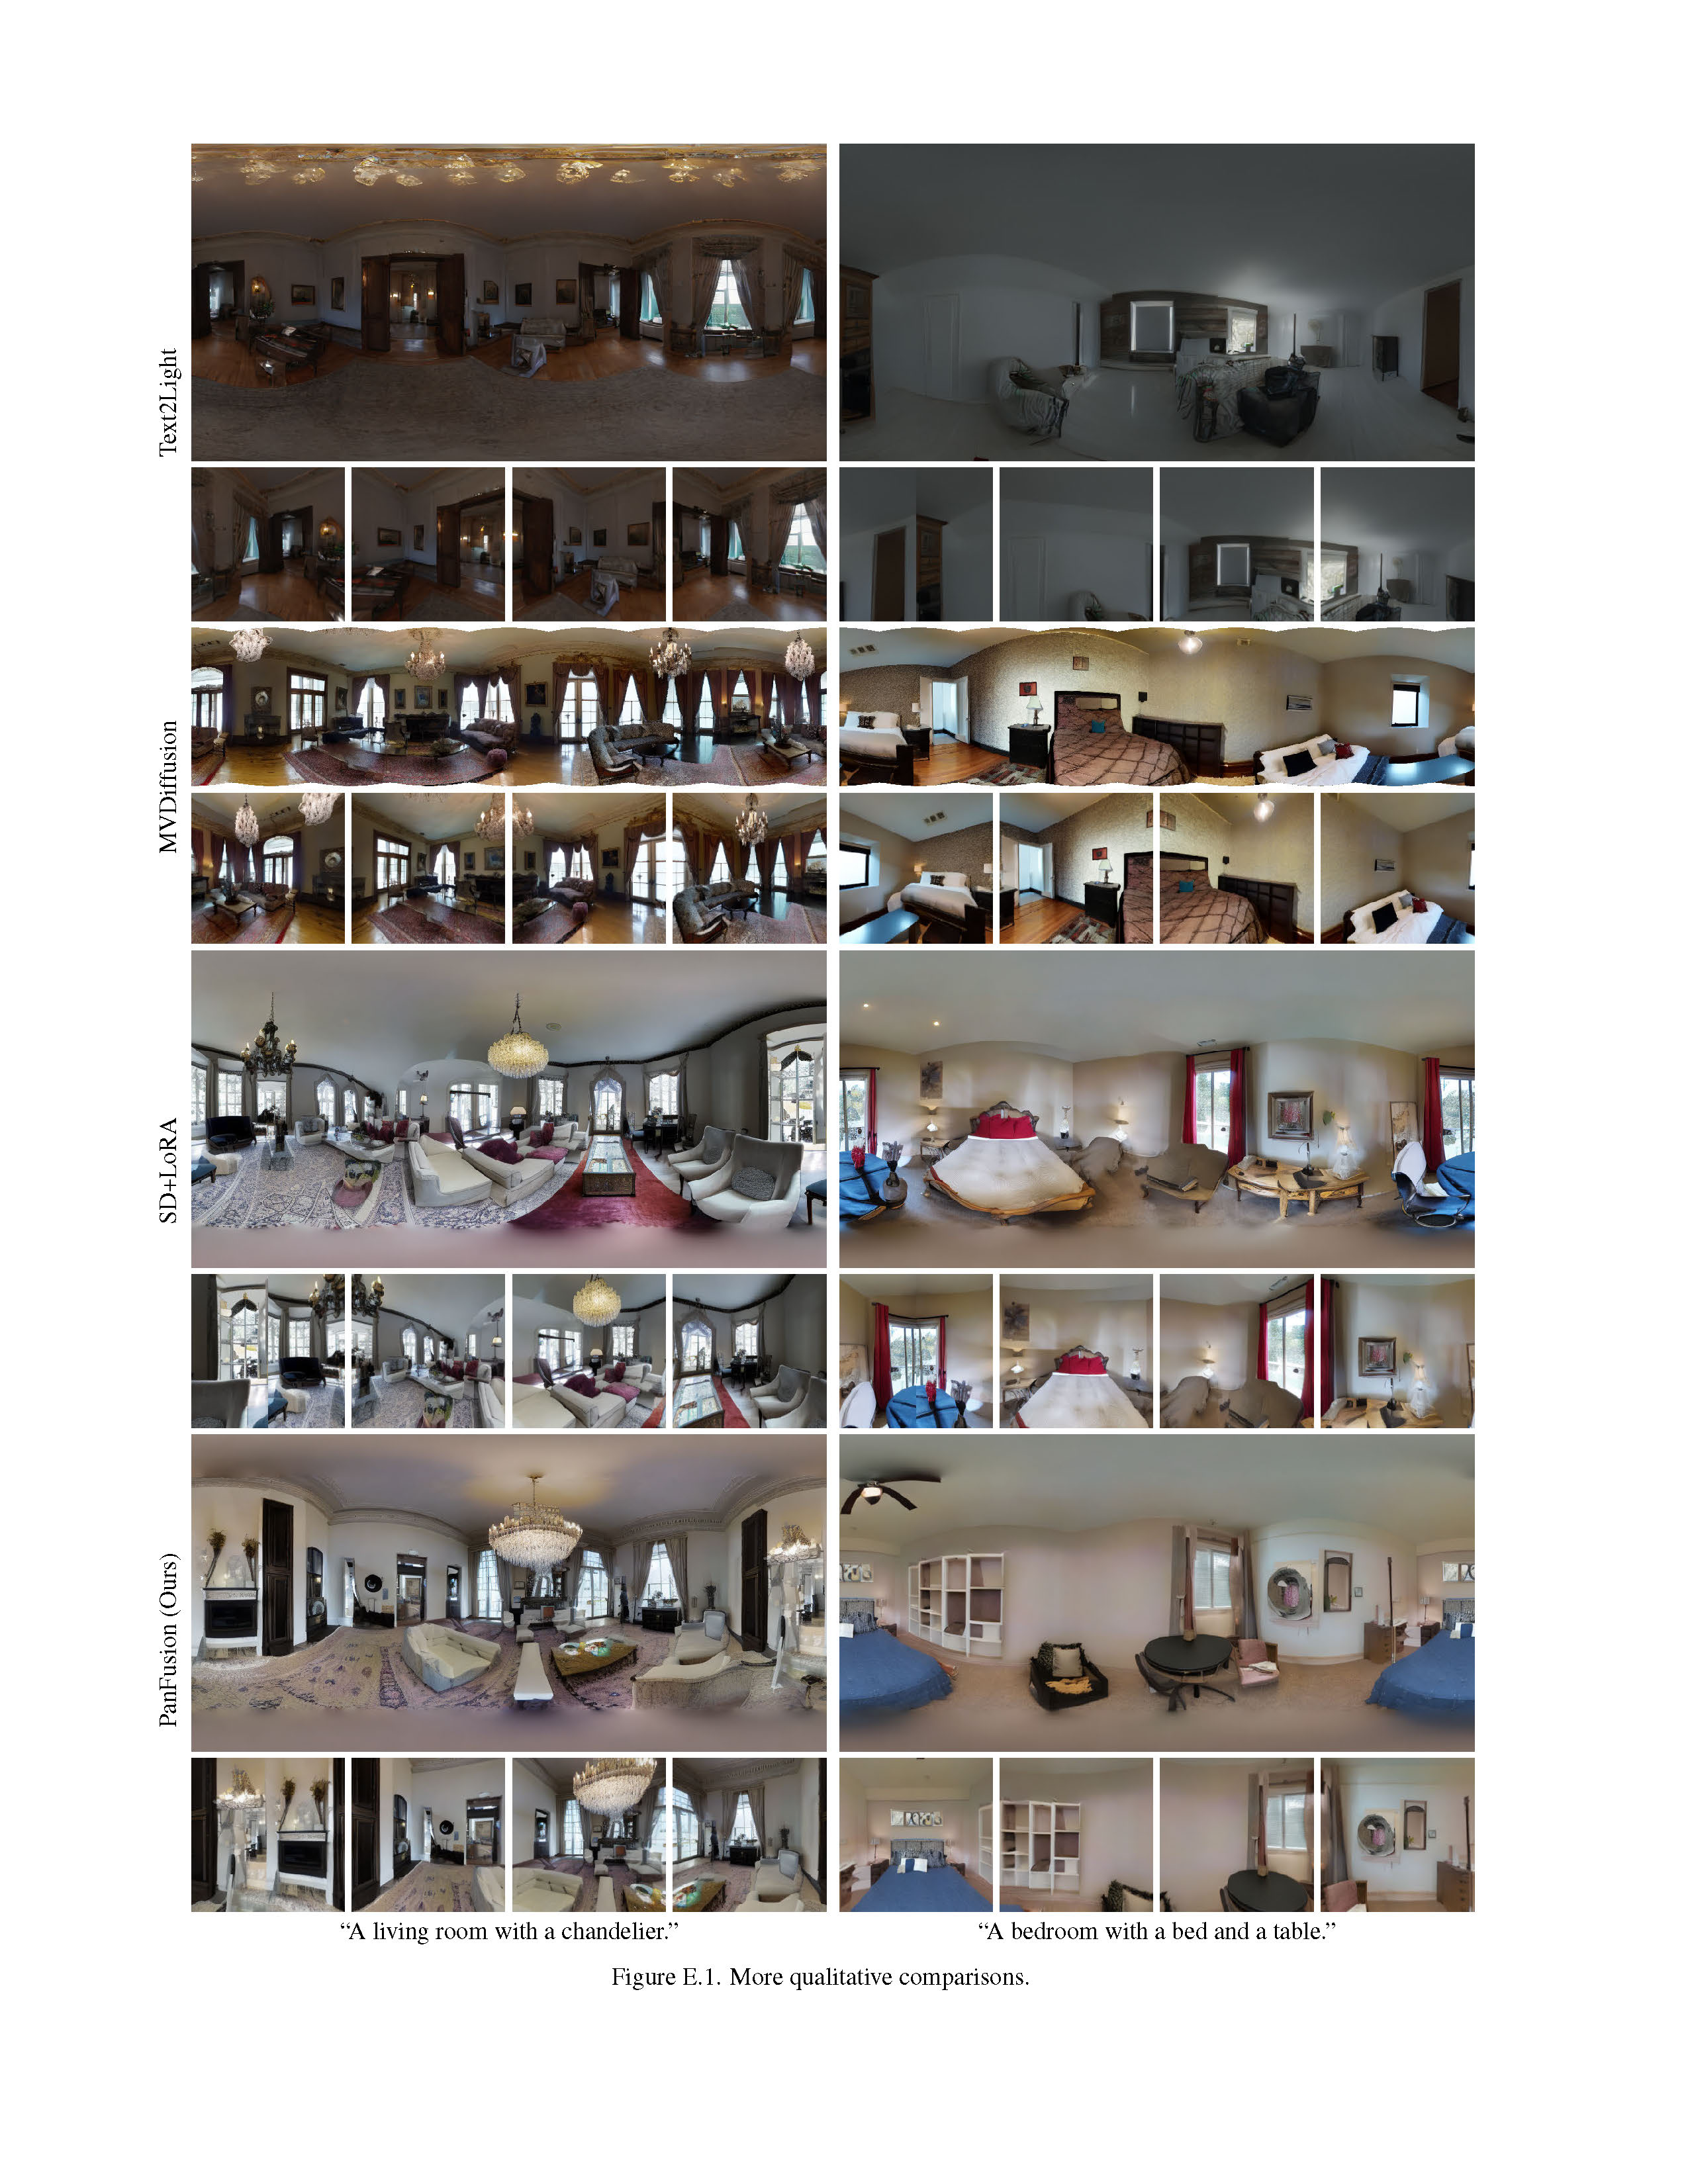 Text2Light
MVDiffusion
SD+LoRA
PanFusion (Ours)
“A living room with a chandelier.”
“A bedroom with a bed and a table.”
Figure E.1. More qualitative comparisons.